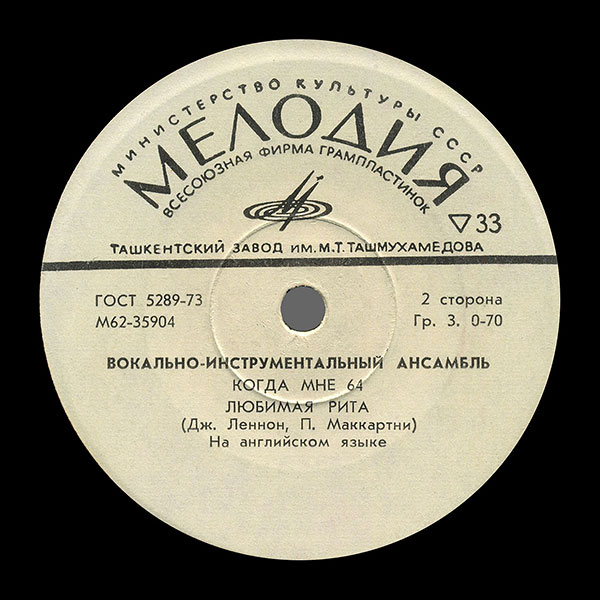 МИНИСТЕРСТВО КУЛЬТУРЫ СССР
МЕЛОДИЯ
ВСЕСОЮЗНАЯ ФИРМА ГРАМПЛАСТИНОК
33
ТАШКЕНТСКИЙ ЗАВОД ИМ. М.Т. ТАШМУХАМЕДОВА
ГОСТ 5289-73
М62-35904
2 сторона
Гр. 3. 0-70
ВОКАЛЬНО-ИНСТРУМЕНТАЛЬНЫЙ АНСАМБЛЬ
КОГДА МНЕ 64
ЛЮБИМАЯ РИТА
(Дж. Леннон, П. Маккартни)
На английском языке